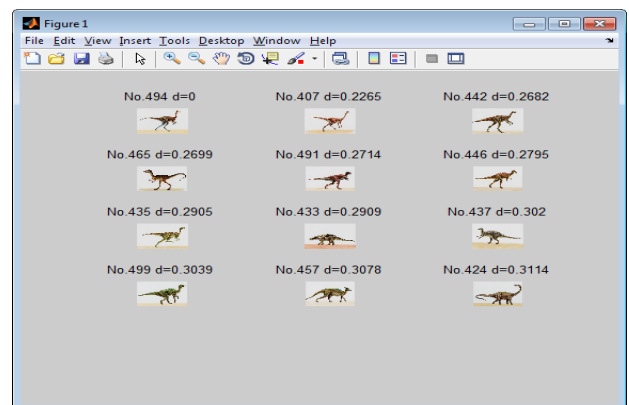 Figure 1
File Edit View Insert Tools Desktop Window Help
No.494 d=0 No.407 d=0.2265 No.442 d=0.2682
No.465 d=0.2699 No.491 d=0.2714 No.446 d=0.2795
No.435 d=0.2905 No.433 d=0.2909 No.437 d=0.302
No.499 d=0.3039 No.457 d=0.3078 No.424 d=0.3114